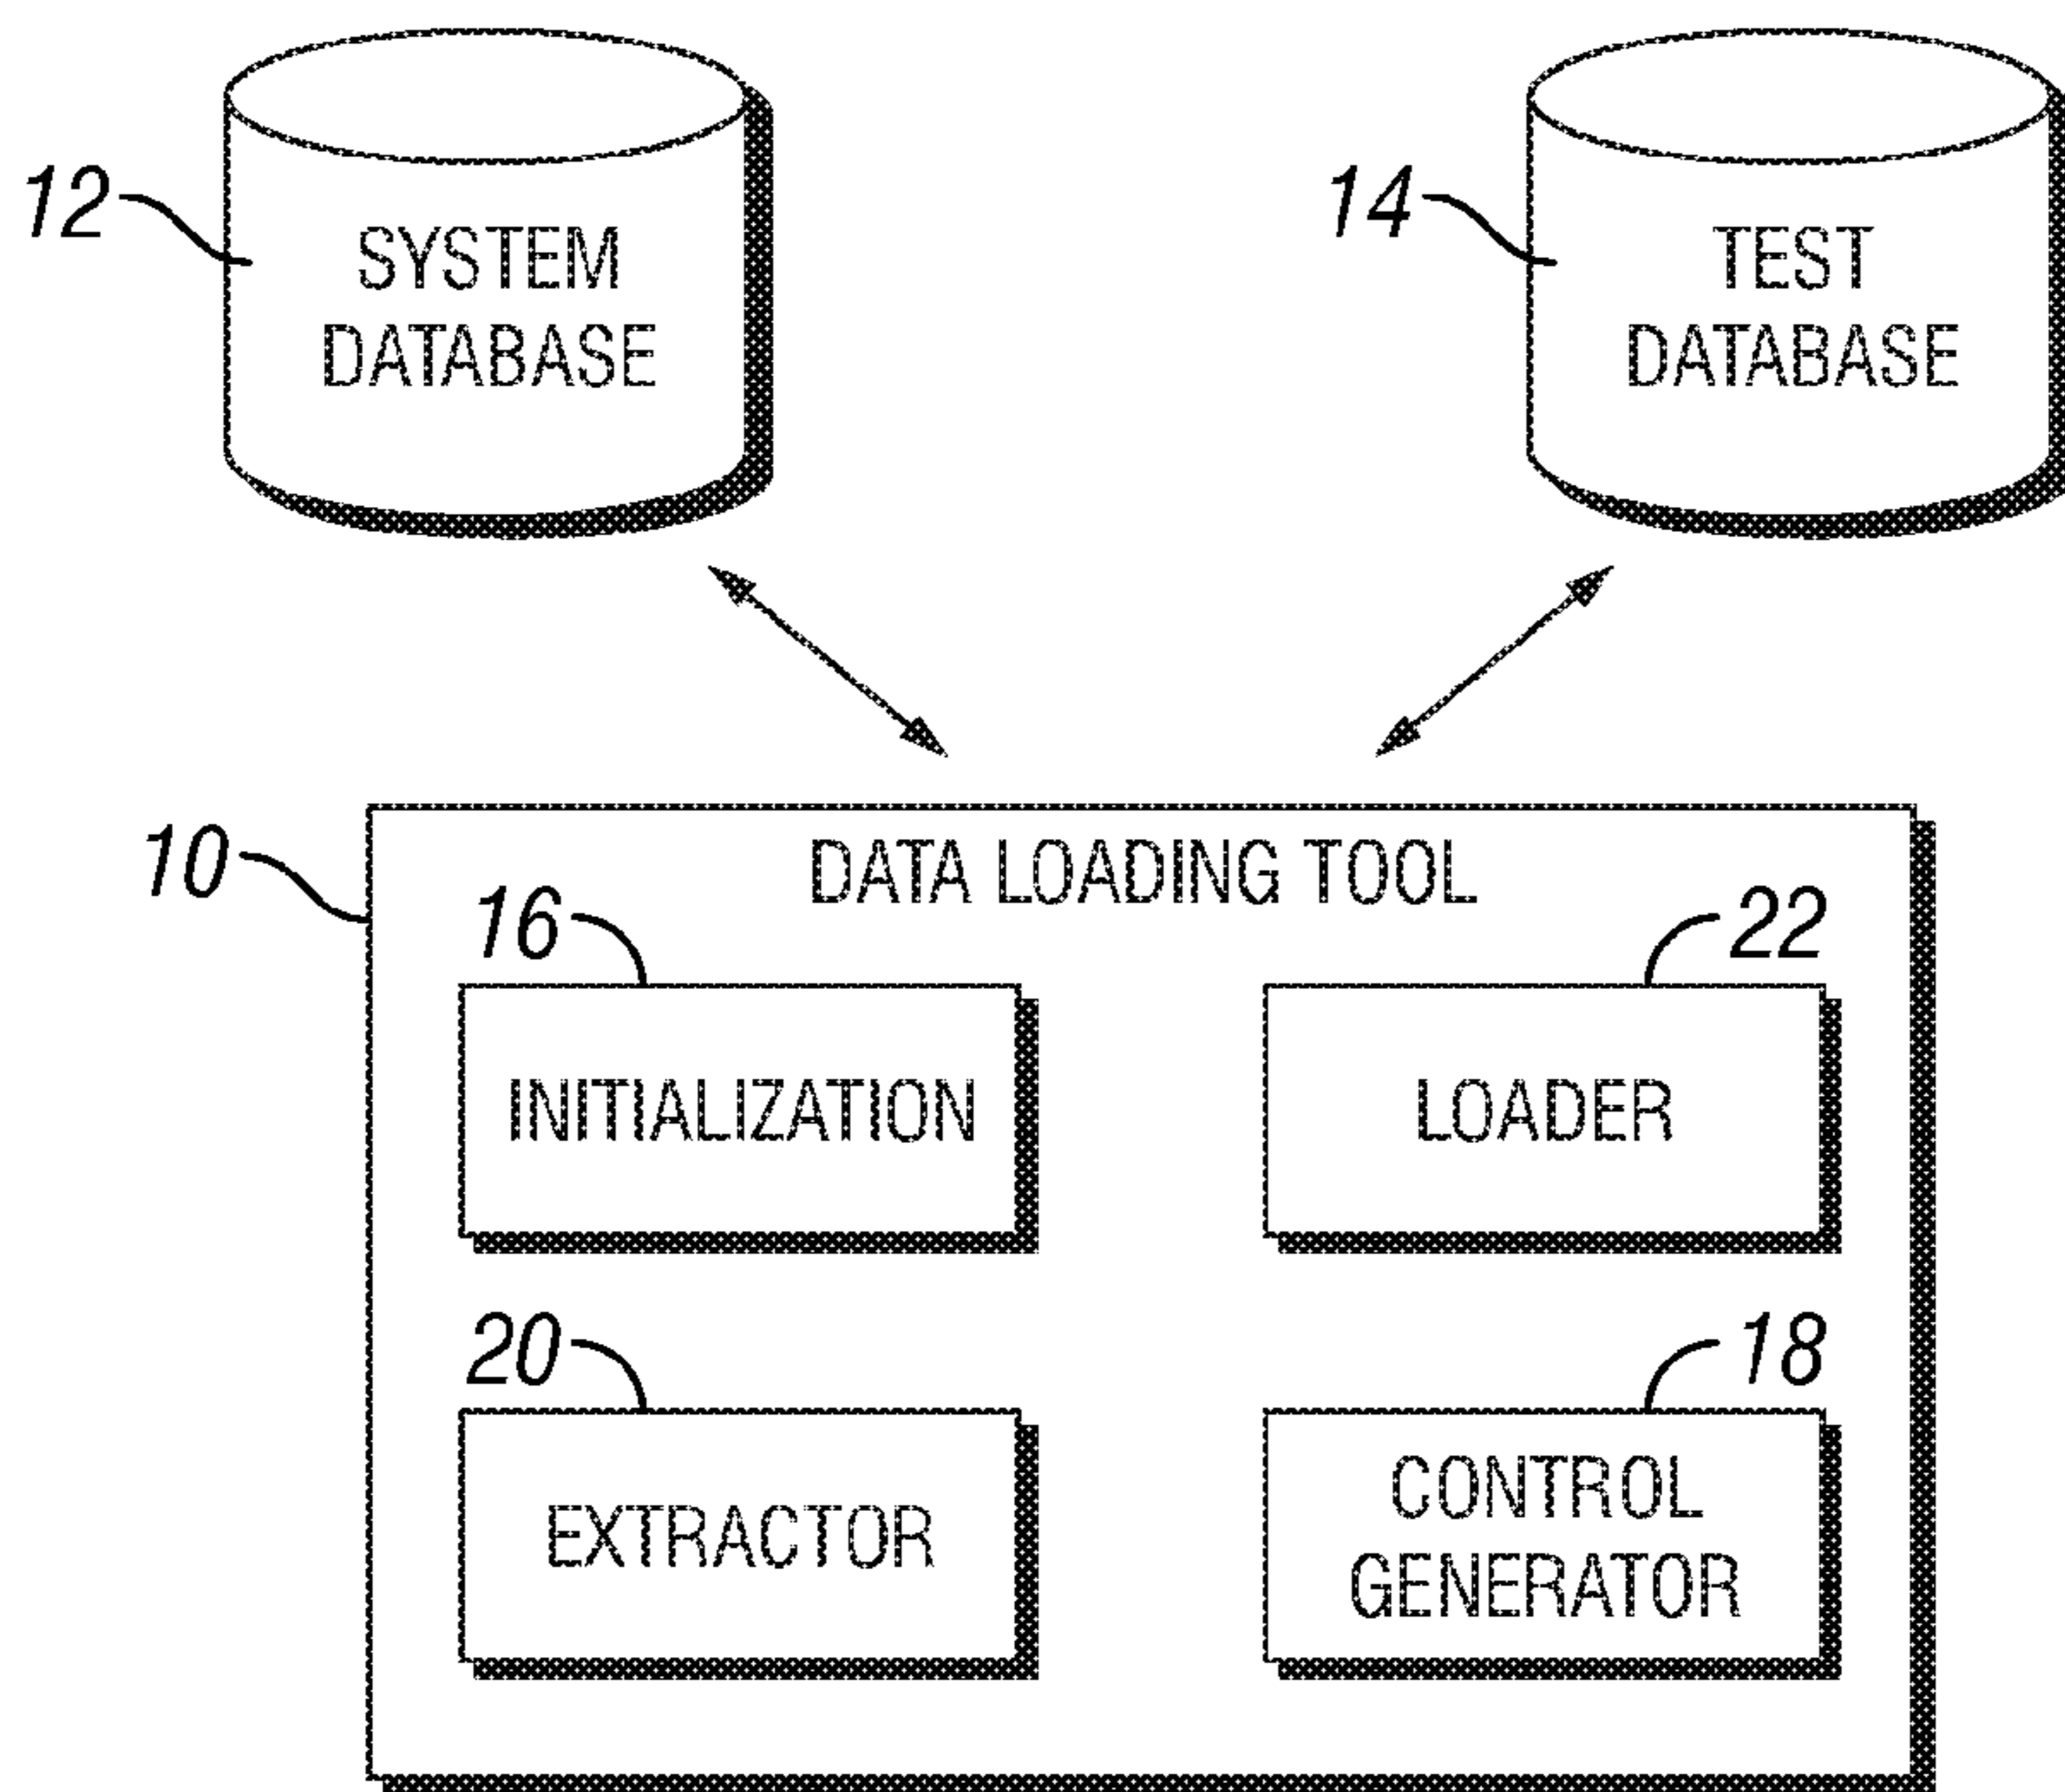 12
SYSTEM
DATABASE
14
TEST
DATABASE
10
DATA LOADING TOOL
16
INITIALIZATION
22
LOADER
20
EXTRACTOR
18
CONTROL
GENERATOR